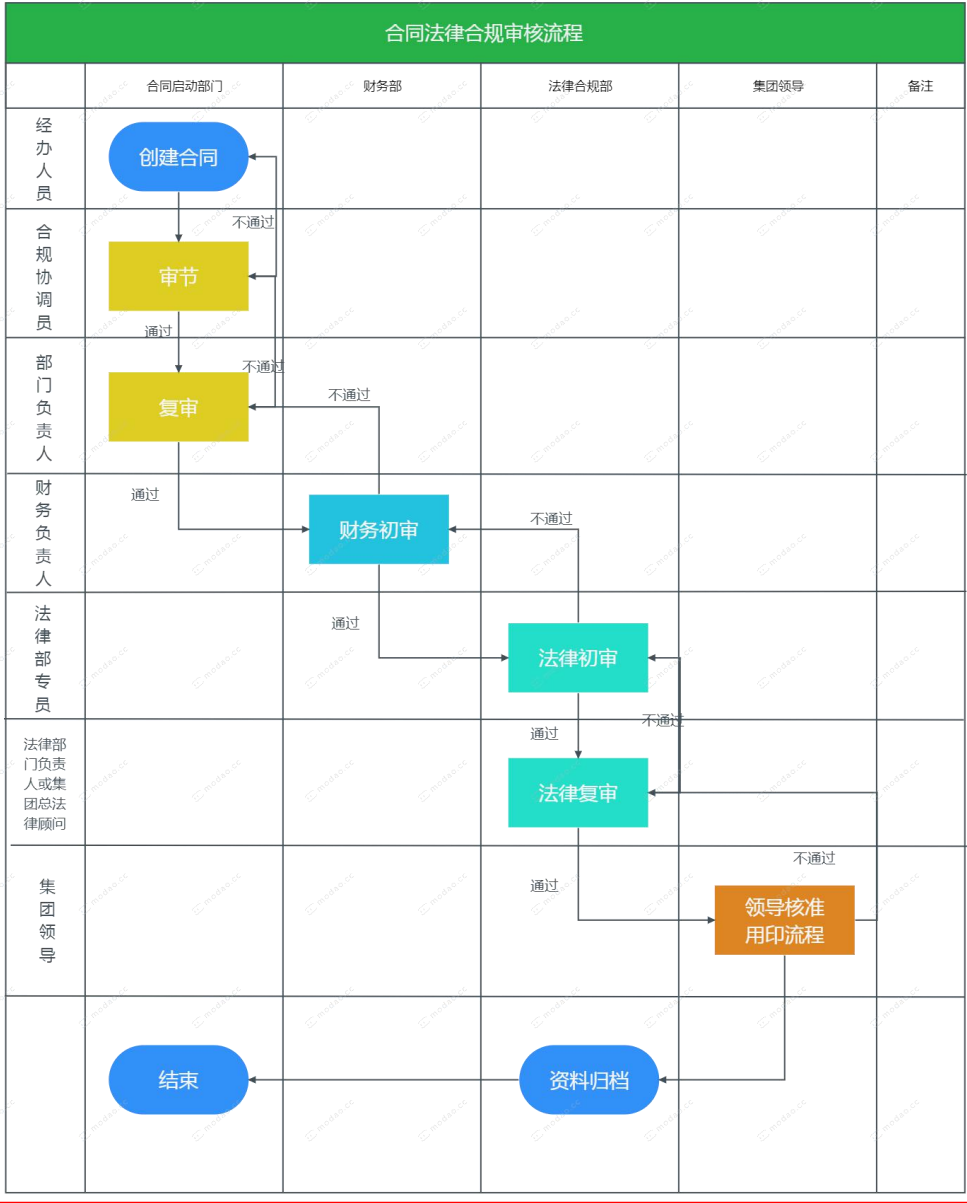 合同法律合规审核流程
合同启动部门
财务部
法律合规部
集团领导
备注
经
办
人
员
创建合同
不通过
合
规
协
调
员
审节
通过
部
门
负
责
人
不通过
复审
不通过
财
务
负
责
人
通过
财务初审
不通过
法
律
部
专
员
通过
法律初审
不通过
法律部
门负责
人或集
团总法
律顾问
通过
法律复审
集
团
领
导
不通过
通过
领导核准
用印流程
结束
资料归档
modao.cc